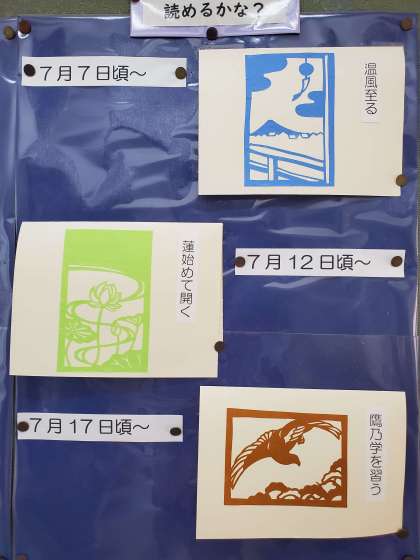 読めるかな？
7月7日頃～
温風至る
7月12日頃～
蓮始めて開く
7月17日頃～
鷹乃学を習う